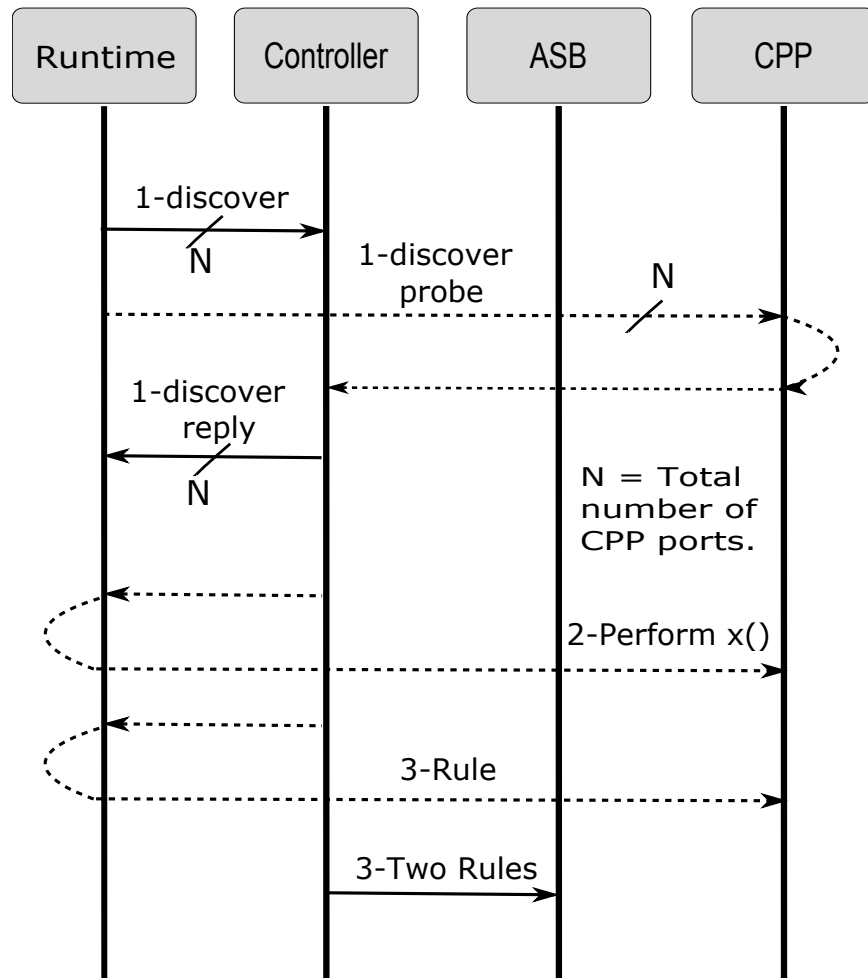 Runtime
Controller
ASB
CPP
1-discover
N
1-discover
probe
N
1-discover
reply
N
N = Total
number of
CPP ports.
2-Perform x()
3-Rule
3-Two Rules